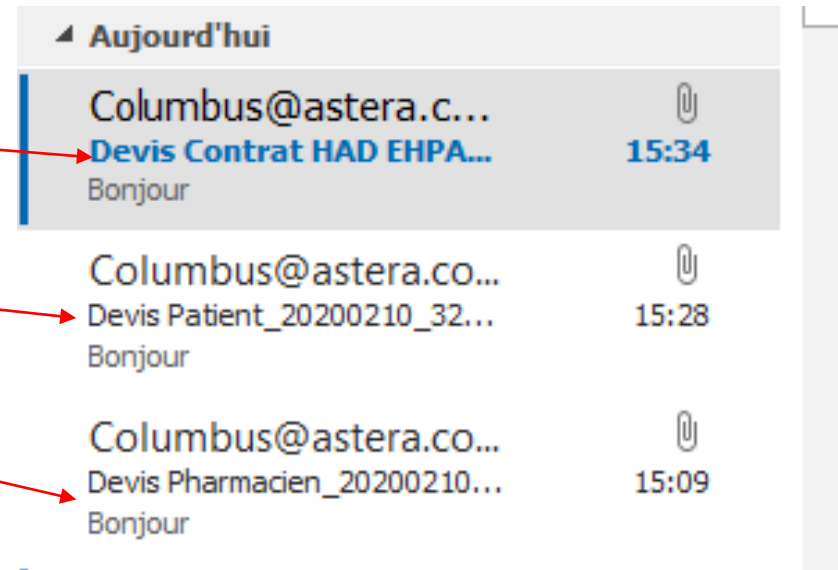 Aujourd'hui
Columbus@astera.c...
Devis Contrat HAD EHPA... 15:34
Bonjour
Columbus@astera.co...
Devis Patient_20200210_32... 15:28
Bonjour
Columbus@astera.co...
Devis Pharmacien_20200210... 15:09
Bonjour